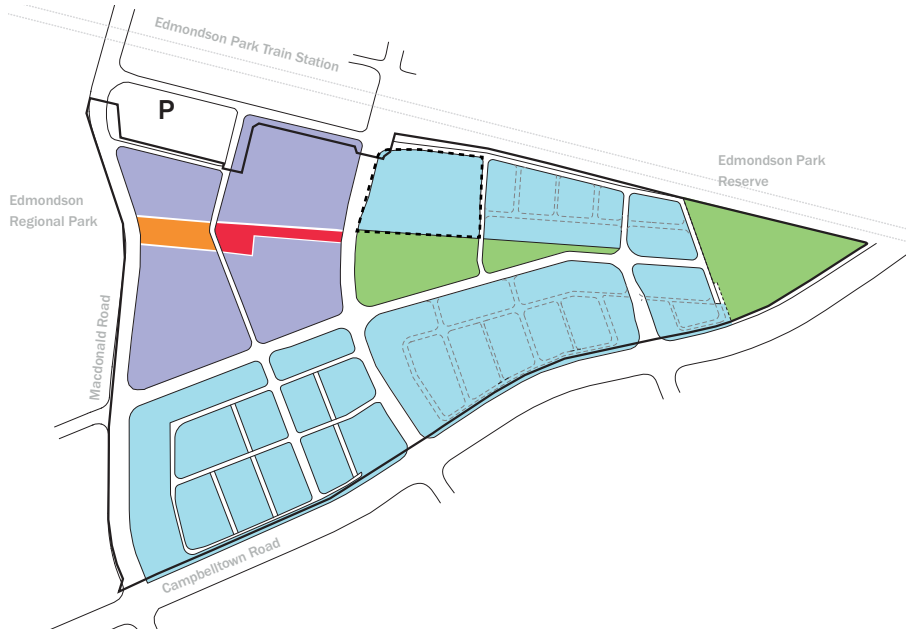 Edmondson Park Train Station
P
Edmondson Park
Reserve
Edmondson
Regional Park
Macdonald Road
Campbelltown Road